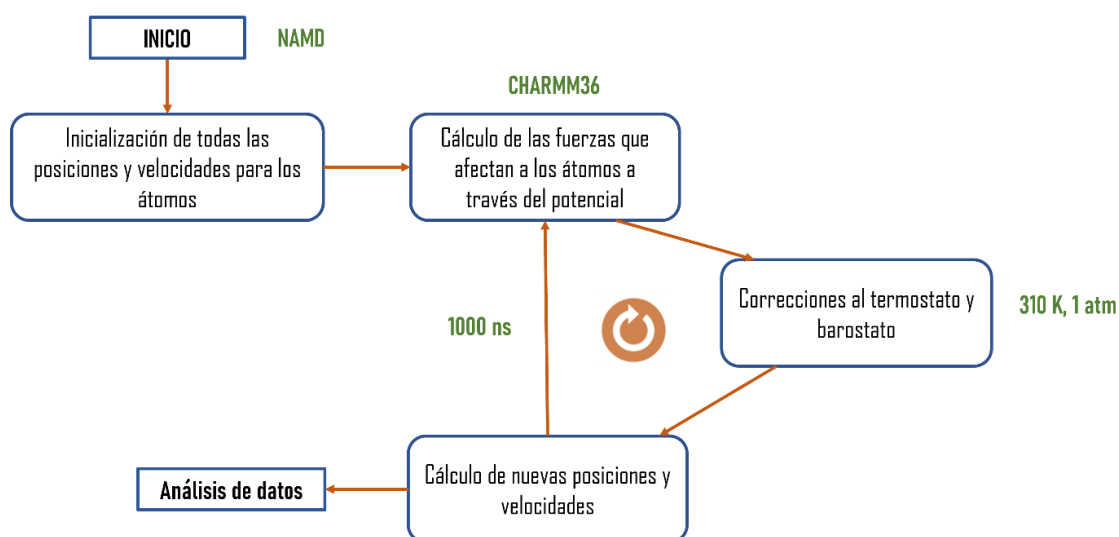 INICIO
NAMD
CHARMM36
Inicialización de todas las
posiciones y velocidades para los
átomos
Cálculo de las fuerzas que
afectan a los átomos a
través del potencial
Correcciones al termostato y
barostato
310 K, 1 atm
1000 ns
Cálculo de nuevas posiciones y
velocidades
Análisis de datos